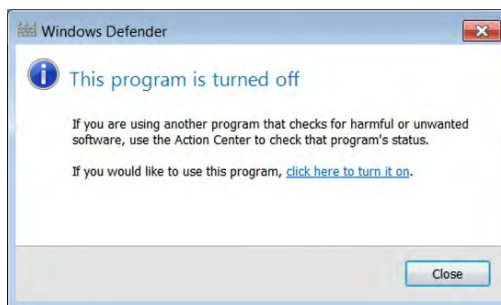 Windows Defender
This program is turned off
If you are using another program that checks for harmful or unwanted
software, use the Action Center to check that program's status.
If you would like to use this program, click here to turn it on.
Close